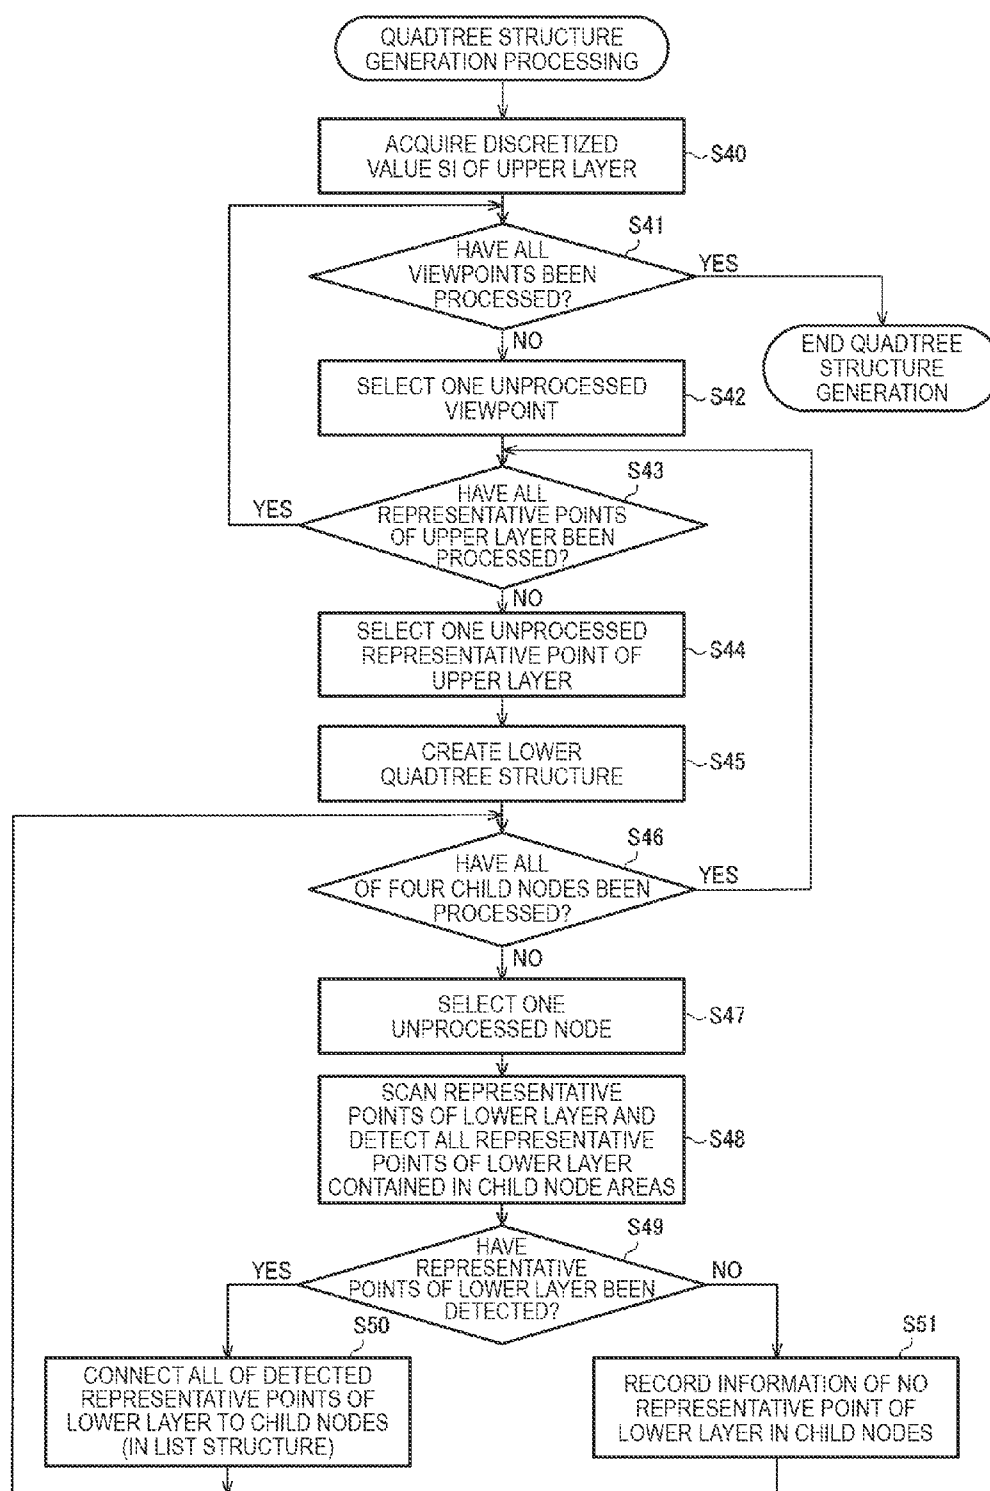 QUADTREE STRUCTURE
GENERATION PROCESSING
ACQUIRE DISCRETIZED
VALUE SI OF UPPER LAYER
S40
S41
HAVE ALL
VIEWPOINTS BEEN
PROCESSED?
YES
NO
END QUADTREE
STRUCTURE
GENERATION
SELECT ONE UNPROCESSED
VIEWPOINT
S42
S43
HAVE ALL
REPRESENTATIVE POINTS
OF UPPER LAYER BEEN
PROCESSED?
YES
NO
SELECT ONE UNPROCESSED
REPRESENTATIVE POINT OF
UPPER LAYER
S44
CREATE LOWER
QUADTREE STRUCTURE
S45
S46
HAVE ALL
OF FOUR CHILD NODES BEEN
PROCESSED?
YES
NO
SELECT ONE
UNPROCESSED NODE
S47
SCAN REPRESENTATIVE
POINTS OF LOWER LAYER AND
DETECT ALL REPRESENTATIVE
POINTS OF LOWER LAYER
CONTAINED IN CHILD NODE AREAS
S48
S49
HAVE
REPRESENTATIVE
POINTS OF LOWER LAYER BEEN
DETECTED?
YES
NO
S50
CONNECT ALL OF DETECTED
REPRESENTATIVE POINTS OF
LOWER LAYER TO CHILD NODES
(IN LIST STRUCTURE)
S51
RECORD INFORMATION OF NO
REPRESENTATIVE POINT OF
LOWER LAYER IN CHILD NODES